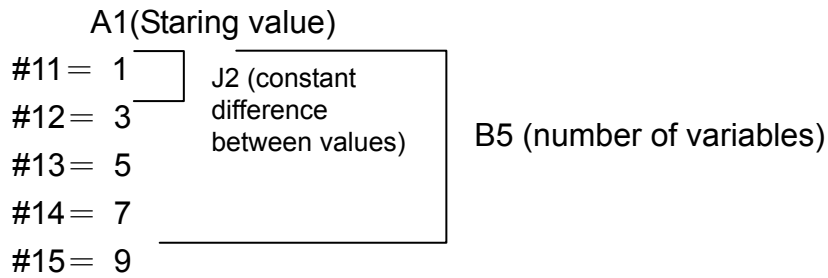 A1(Staring value)
#11= 1
#12= 3
#13= 5
#14= 7
#15= 9
J2 (constant
difference
between values)
B5 (number of variables)